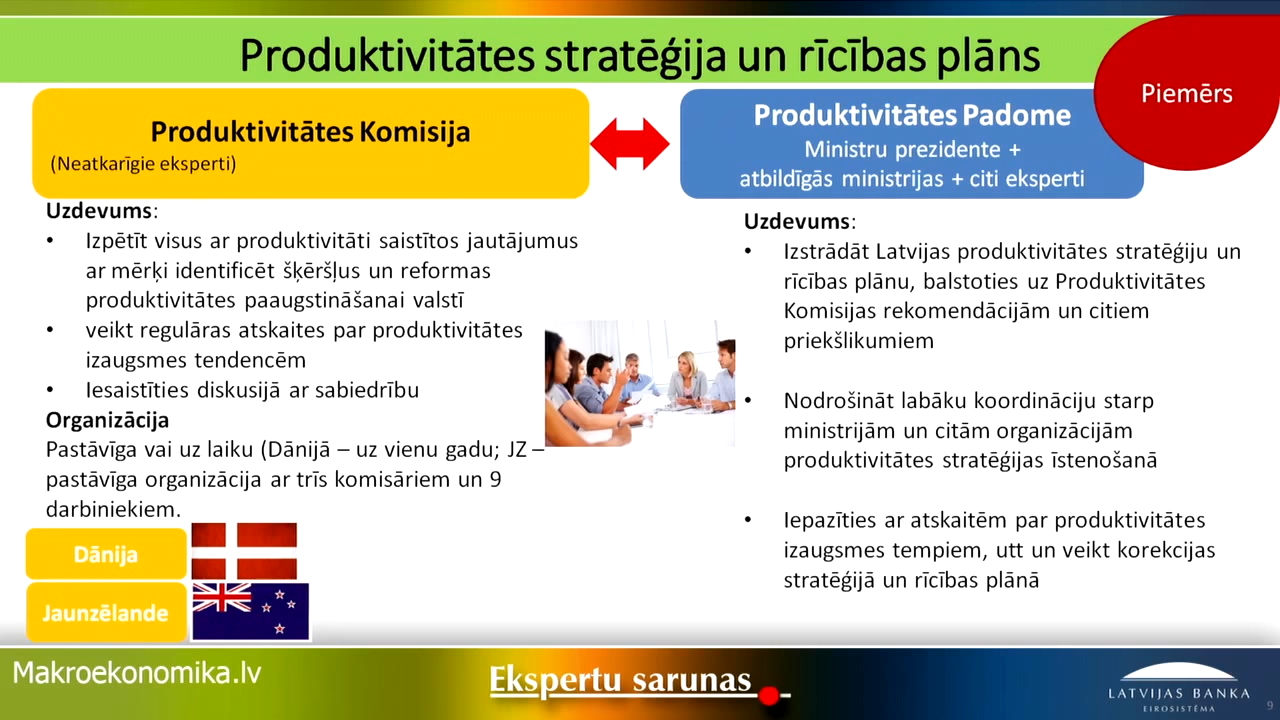 Produktivitātes stratēģija un rīcības plāns
Piemērs
Produktivitātes Komisija
(Neatkarīgie eksperti)
Uzdevums:
• Izpētīt visus ar produktivitāti saistītos jautājumus
ar mērķi identificēt šķēršļus un reformas
produktivitātes paaugstināšanai valstī
• veikt regulāras atskaites par produktivitātes
izaugsmes tendencēm
• Iesaistīties diskusijā ar sabiedrību
Organizācija
Pastāvīga vai uz laiku (Dānijā – uz vienu gadu; JZ –
pastāvīga organizācija ar trīs komisāriem un 9
darbiniekiem.
Dānija
Jaunzēlande
Produktivitātes Padome
Ministru prezidente +
atbildīgās ministrijas + citi eksperti
Uzdevums:
• Izstrādāt Latvijas produktivitātes stratēģiju un
rīcības plānu, balstoties uz Produktivitātes
Komisijas rekomendācijām un citiem
priekšlikumiem
• Nodrošināt labāku koordināciju starp
ministrijām un citām organizācijām
produktivitātes stratēģijas īstenošanā
• Iepazīties ar atskaitēm par produktivitātes
izaugsmes tempiem, utt un veikt korekcijas
stratēģijā un rīcības plānā
Makroekonomika.lv
Ekspertu sarunas
LATVIJAS BANKA
EIROSISTĒMA
9